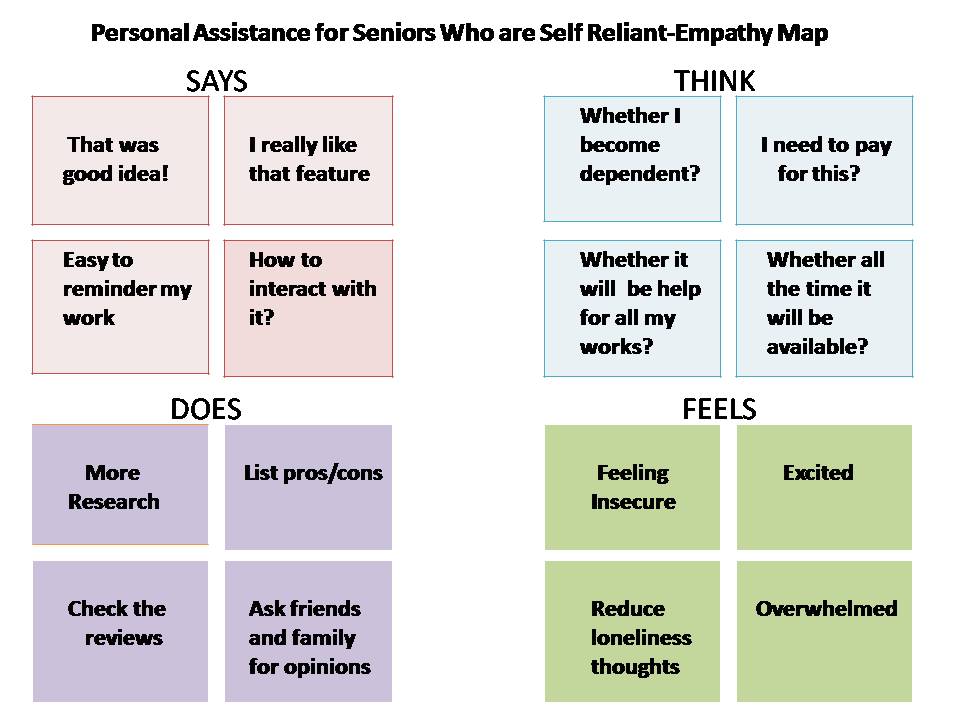 Personal Assistance for Seniors Who are Self Reliant-Empathy Map
SAYS
That was
good idea!
I really like
that feature
Easy to
reminder my
work
How to
interact with
it?
THINK
Whether I
become
dependent?
I need to pay
for this?
Whether it
will be help
for all my
works?
Whether all
the time it
will be
available?
DOES
More
Research
List pros/cons
Check the
reviews
Ask friends
and family
for opinions
FEELS
Feeling
Insecure
Excited
Reduce
loneliness
thoughts
Overwhelmed